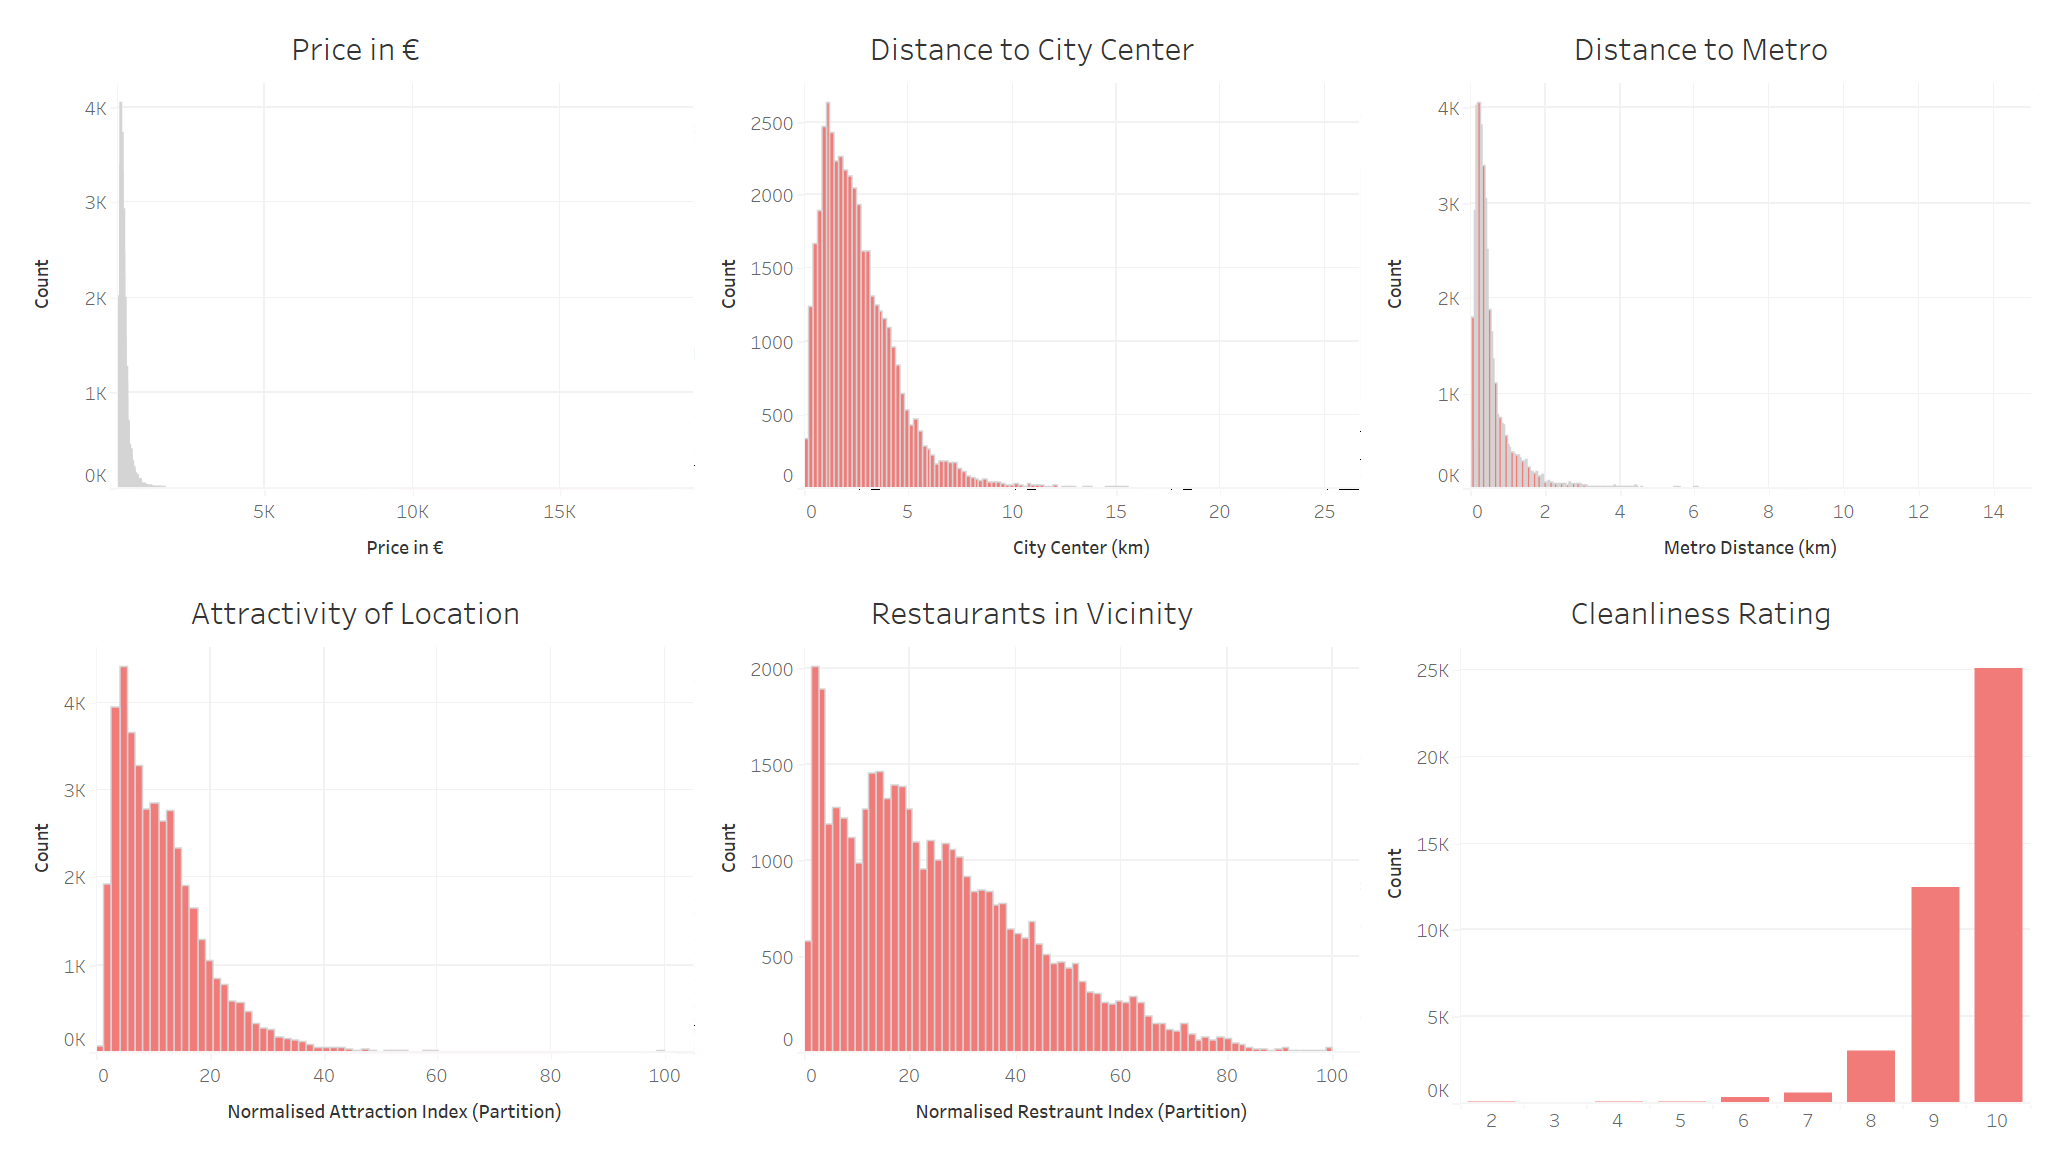 Price in €
Distance to City Center
Distance to Metro
4K
3K
2K
1K
0K
Count
5K
10K
15K
Price in €
2500
2000
1500
1000
500
0
Count
0
5
10
15
20
25
City Center (km)
4K
3K
2K
1K
0K
Count
0
2
4
6
8
10
12
14
Metro Distance (km)
Attractivity of Location
Restaurants in Vicinity
Cleanliness Rating
4K
3K
2K
1K
0K
Count
0
20
40
60
80
100
Normalised Attraction Index (Partition)
2000
1500
1000
500
0
Count
0
20
40
60
80
100
Normalised Restraunt Index (Partition)
25K
20K
15K
10K
5K
0K
Count
2
3
4
5
6
7
8
9
10